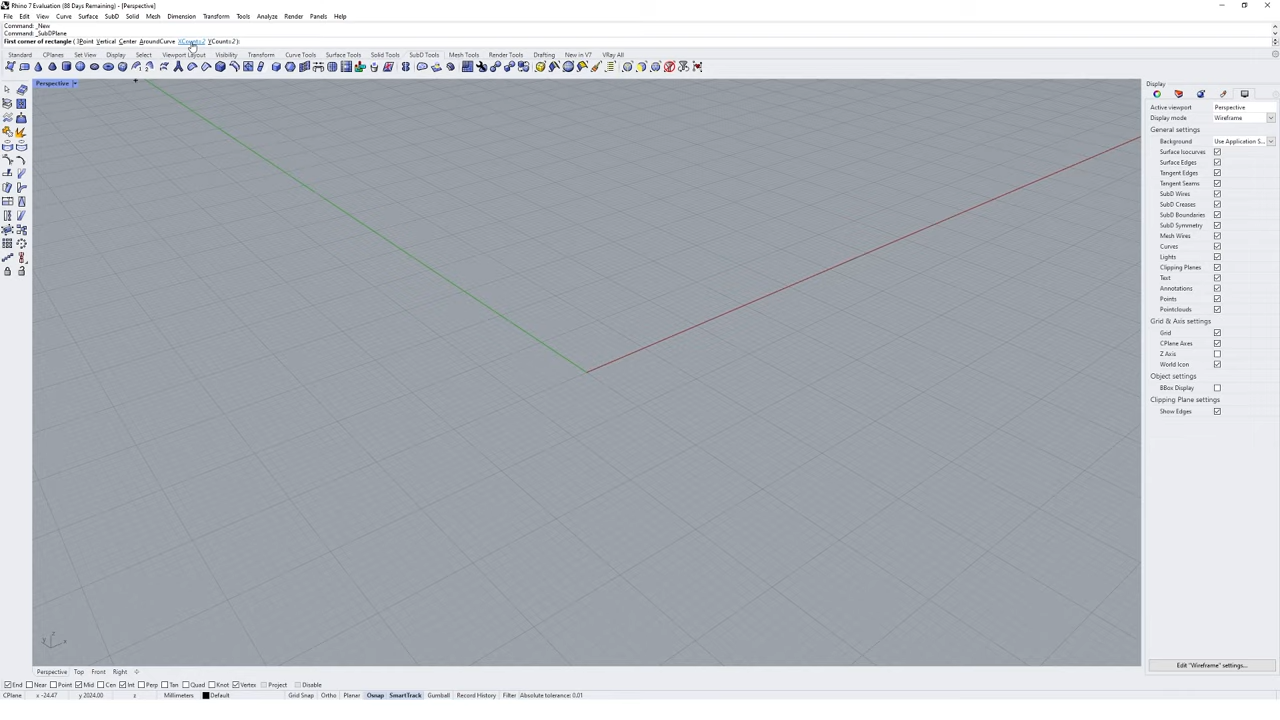 Rhino 7 Evaluation (88 Days Remaining) - [Perspective]
File Edit View Curve Surface SubD Solid Mesh Dimension Transform Tools Analyze Render Panels Help
Command: _New
Command: _SubDPlane
First corner of rectangle ( 3Point Vertical Center AroundCurve XCount=2 YCount=2 ):
Standard CPlanes Set View Display Select Viewport Layout Visibility Transform Curve Tools Surface Tools Solid Tools SubD Tools Mesh Tools Render Tools Drafting New in V7 VRay All
Perspective
Display
Active viewport Perspective
Display mode Wireframe
General settings
Background Use Application S...
Surface Isocurves
Surface Edges
Tangent Edges
Tangent Seams
SubD Wires
SubD Creases
SubD Boundaries
SubD Symmetry
Mesh Wires
Curves
Lights
Clipping Planes
Text
Annotations
Points
Pointclouds
Grid & Axis settings
Grid
CPlane Axes
Z Axis
World Icon
Object settings
BBox Display
Clipping Plane settings
Show Edges
z
y x
Edit "Wireframe" settings...
Perspective Top Front Right
End Near Point Mid Cen Int Perp Tan Quad Knot Vertex Project Disable
CPlane x -24.47 y 2024.00 z Millimeters Default Grid Snap Ortho Planar Osnap SmartTrack Gumball Record History Filter Absolute tolerance: 0.01